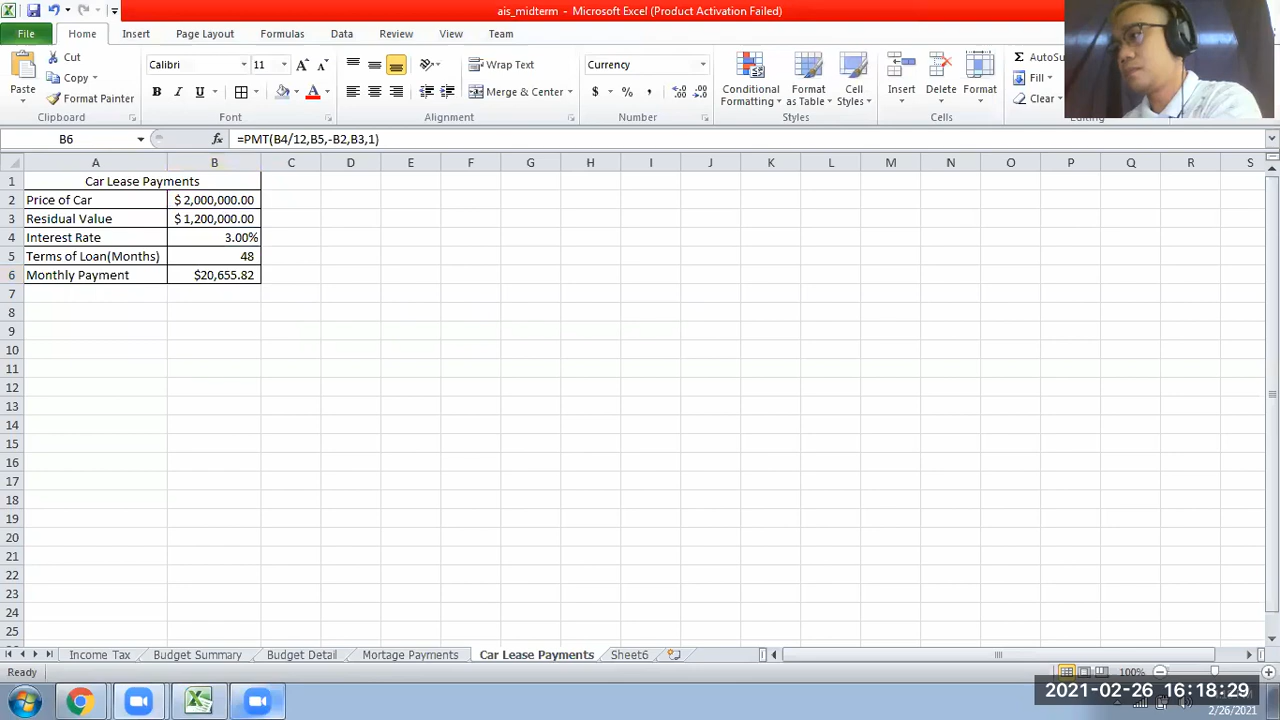 ais_midterm - Microsoft Excel (Product Activation Failed)
File Home Insert Page Layout Formulas Data Review View Team
Paste
Cut
Copy
Format Painter
Clipboard
Calibri 11 A A
B I U A
Font
Wrap Text
Merge & Center
Alignment
Currency
$ % , .0 .00 .00 .0
Number
Conditional Formatting
Format as Table
Cell Styles
Styles
Insert
Delete
Format
Cells
Σ AutoSu
Fill
Clear
B6 fx =PMT(B4/12,B5,-B2,B3,1)
A B C D E F G H I J K L M N O P Q R S
1 Car Lease Payments
2 Price of Car $ 2,000,000.00
3 Residual Value $ 1,200,000.00
4 Interest Rate 3.00%
5 Terms of Loan(Months) 48
6 Monthly Payment $20,655.82
7
8
9
10
11
12
13
14
15
16
17
18
19
20
21
22
23
24
25
Income Tax Budget Summary Budget Detail Mortage Payments Car Lease Payments Sheet6
Ready 100%
2021-02-26 16:18:29
2/26/2021